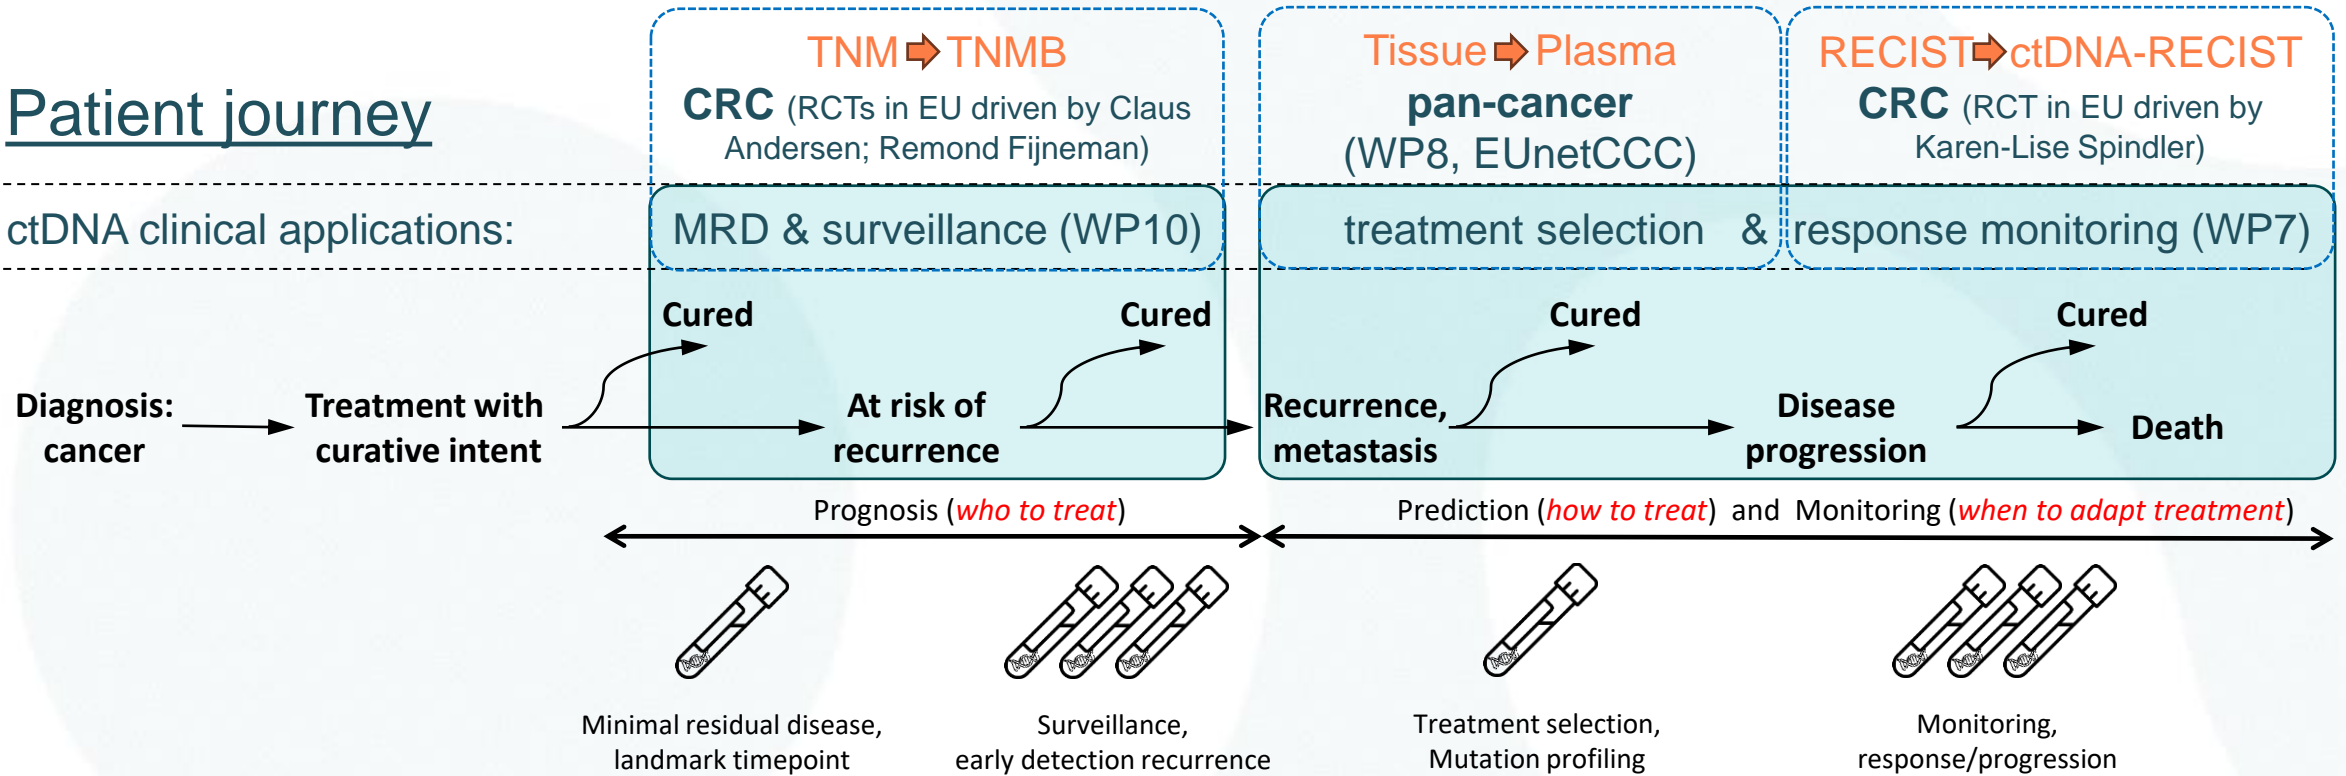 Patient journey
TNM TNMB
CRC (RCTs in EU driven by Claus
Andersen; Remond Fijneman)
Tissue Plasma
pan-cancer
(WP8, EUnetCCC)
RECIST ctDNA-RECIST
CRC (RCT in EU driven by
Karen-Lise Spindler)
ctDNA clinical applications:
MRD & surveillance (WP10)
treatment selection & response monitoring (WP7)
Cured
Cured
Cured
Cured
Diagnosis:
cancer
Treatment with
curative intent
At risk of
recurrence
Recurrence,
metastasis
Disease
progression
Death
Prognosis (who to treat)
Prediction (how to treat) and Monitoring (when to adapt treatment)
Minimal residual disease,
landmark timepoint
Surveillance,
early detection recurrence
Treatment selection,
Mutation profiling
Monitoring,
response/progression